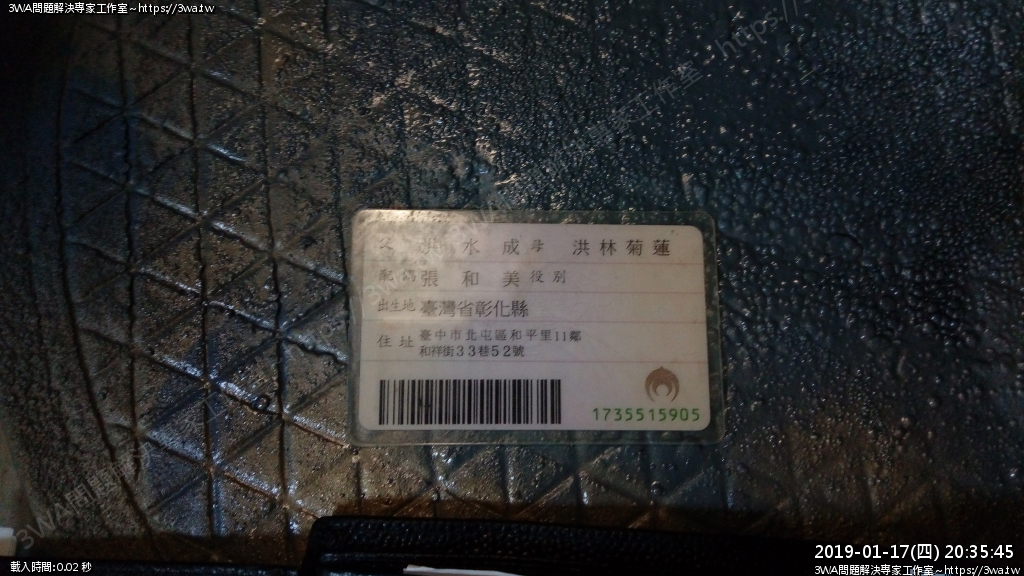 3WA問題解決專家工作室~https://3wa.tw
父 洪 水 成 母 洪林菊蓮
配偶 張 和 美 役別
出生地 臺灣省彰化縣
住址 臺中市北屯區和平里11鄰
和祥街33巷52號
1735515905
2019-01-17(四) 20:35:45
載入時間:0.02 秒
3WA問題解決專家工作室~https://3wa.tw